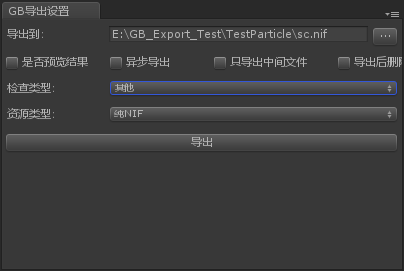 GB导出设置
导出到: E:\GB_Export_Test\TestParticle\sc.nif ...
是否预览结果 异步导出 只导出中间文件 导出后删
检查类型: 其他
资源类型: 纯NIF
导出